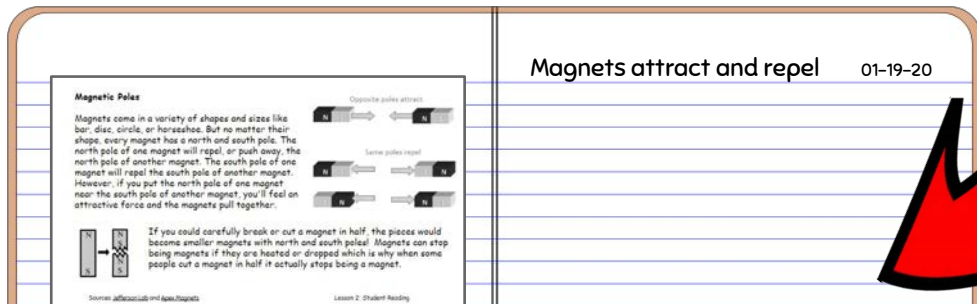 Magnets attract and repel 01-19-20
Magnetic Poles
Magnets come in a variety of shapes and sizes like
bar, disc, circle, or horseshoe. But no matter their
shape, every magnet has a north and south pole. The
north pole of one magnet will repel, or push away, the
north pole of another magnet. The south pole of one
magnet will repel the south pole of another magnet.
However, if you put the north pole of one magnet
near the south pole of another magnet, you'll feel an
attractive force and the magnets pull together.
Opposite poles attract
N
N
Same poles repel
N
N
N
N
If you could carefully break or cut a magnet in half, the pieces would
become smaller magnets with north and south poles! Magnets can stop
being magnets if they are heated or dropped which is why when some
people cut a magnet in half it actually stops being a magnet.
N
S
N
S
N
S
Sources: Jefferson Lab and Apex Magnets
Lesson 2: Student Reading